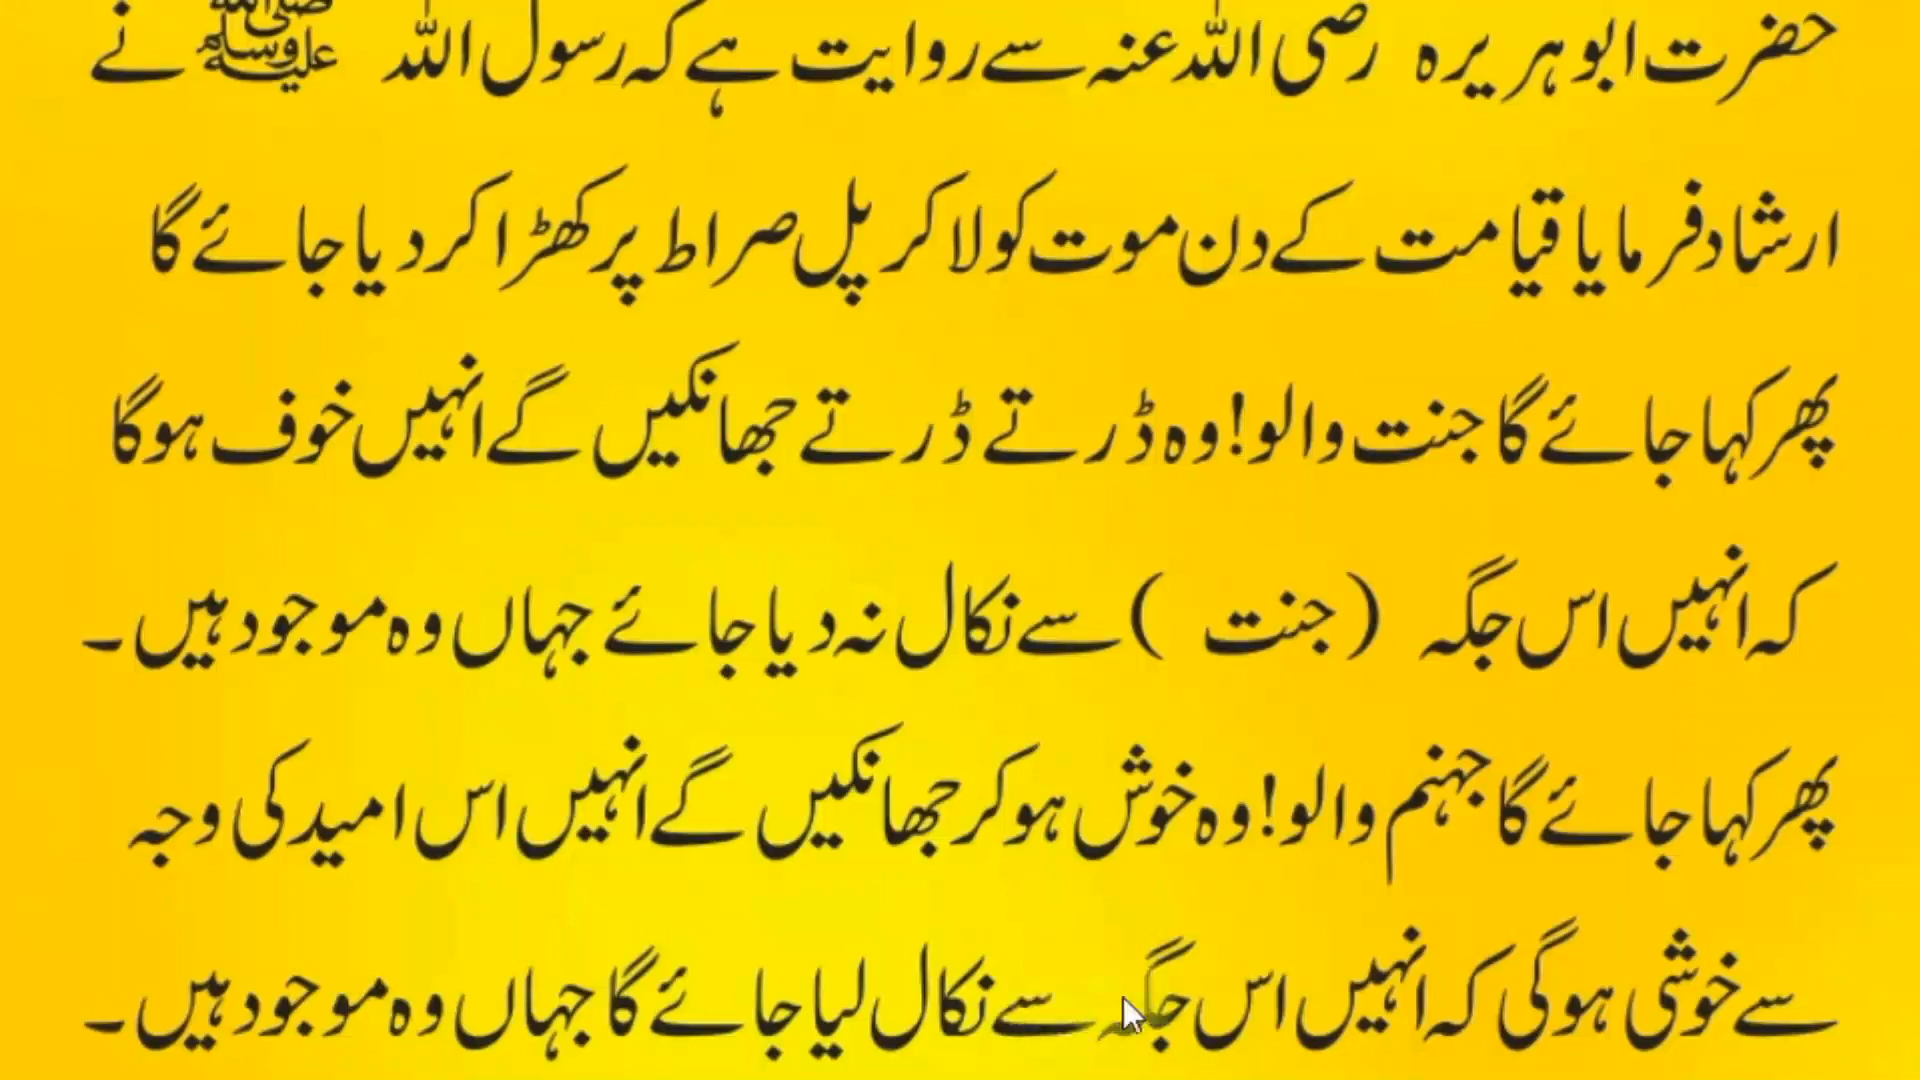 حضرت ابوہریرہ رضی اللہ عنہ سے روایت ہے کہ رسول اللہ ﷺ نے
ارشاد فرمایا قیامت کے دن موت کو لا کر پل صراط پر کھڑا کر دیا جائے گا
پھر کہا جائے گا جنت والو! وہ ڈرتے ڈرتے جھانکیں گے انہیں خوف ہوگا
کہ انہیں اس جگہ (جنت) سے نکال نہ دیا جائے جہاں وہ موجود ہیں۔
پھر کہا جائے گا جہنم والو! وہ خوش ہو کر جھانکیں گے انہیں اس امید کی وجہ
سے خوشی ہوگی کہ انہیں اس جگہ سے نکال لیا جائے گا جہاں وہ موجود ہیں۔